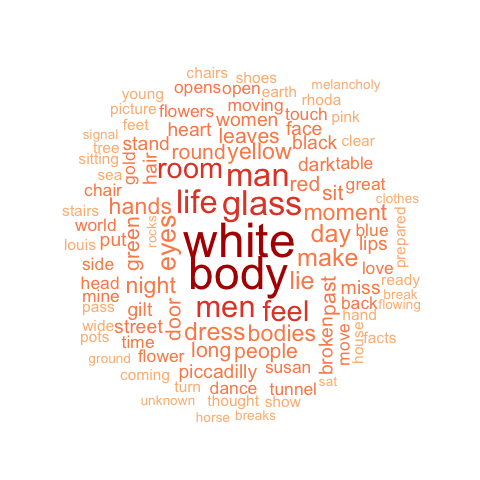 chairs shoes
young opens open earth melancholy
picture flowers moving rhoda
feet heart women touch pink
signal stand leaves face black clear
tree gold hair round yellow dark table
sitting room man red sit great
sea chair hands life glass moment clothes
stairs world green eyes rocks white day blue prepared
louis put body make lips
side night lie past love
head mine door men feel miss ready
pass gilt back break flowing
wide street dress bodies broken move hand
pots time long people house facts
ground flower piccadilly susan
coming turn dance tunnel sat
unknown thought show
horse breaks